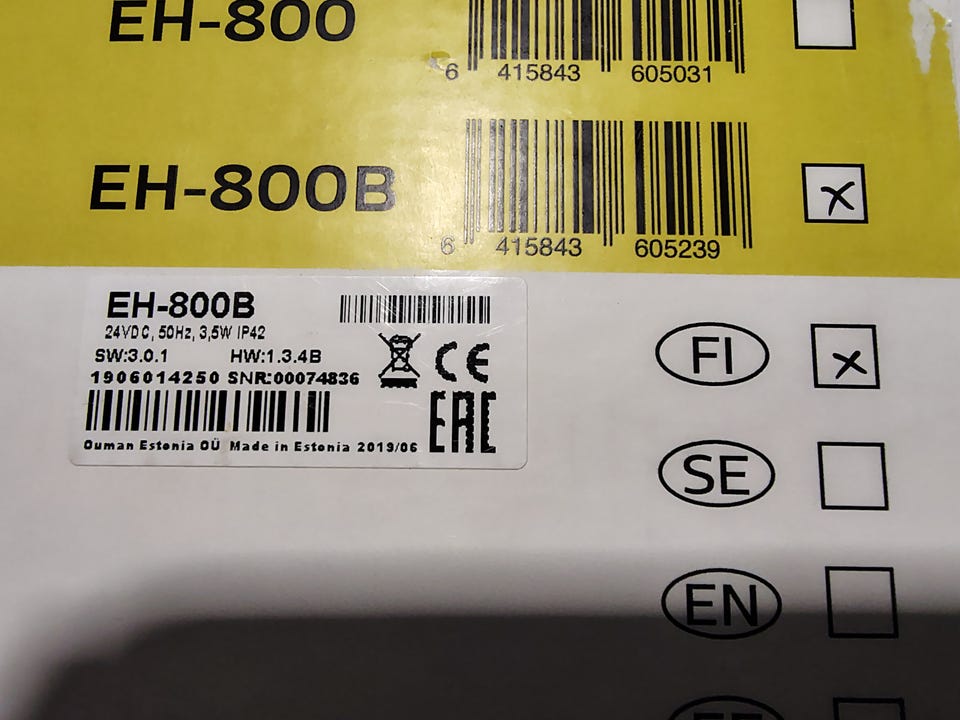 EH-800
6 415843 605031
EH-800B
6 415843 605239
EH-800B
24VDC, 50Hz, 3,5W IP42
SW:3.0.1 HW:1.3.4B
1906014250 SNR:00074836
CE
EAC
Ouman Estonia OÜ Made in Estonia 2019/06
FI
SE
EN